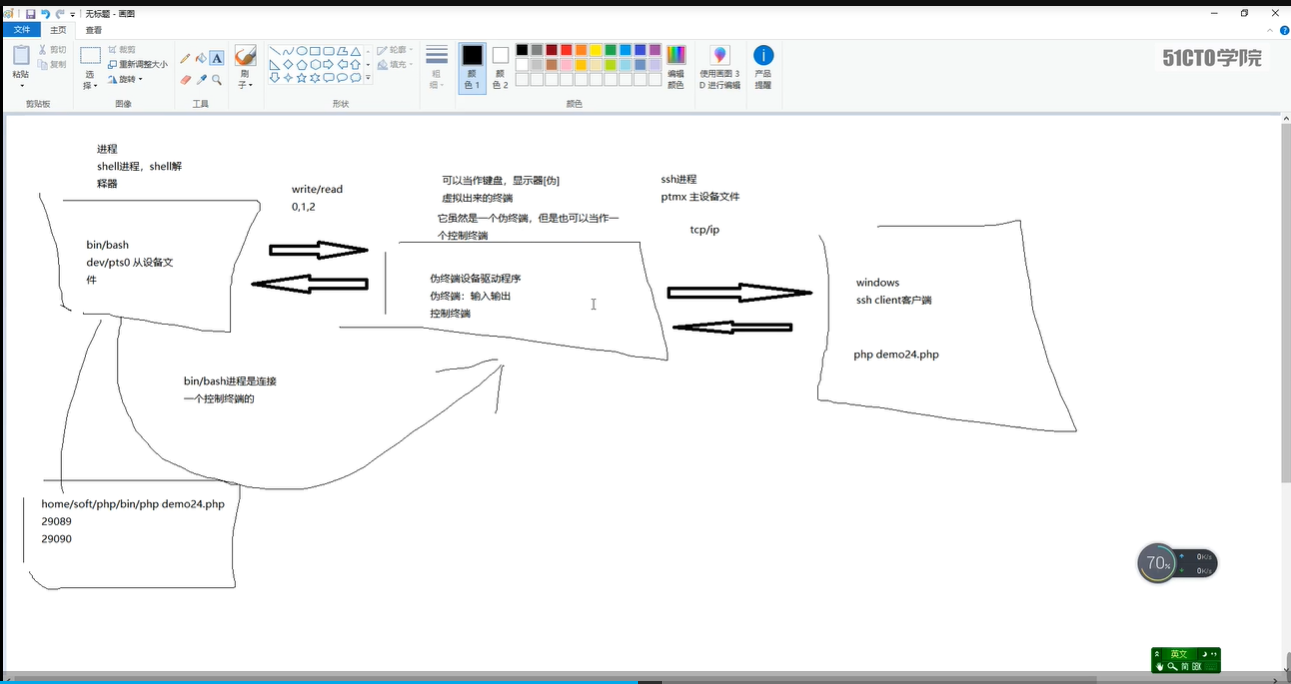 无标题 - 画图
文件
主页
查看
粘贴
剪切
复制
剪贴板
选择
裁剪
重新调整大小
旋转
图像
A
工具
刷子
形状
轮廓
填充
粗细
颜色 1
颜色 2
颜色
编辑颜色
使用画图 3D 进行编辑
产品提醒
51CTO学院
进程
shell进程，shell解
释器
bin/bash
dev/pts0 从设备文
件
write/read
0,1,2
可以当作键盘，显示器[伪]
虚拟出来的终端
它虽然是一个伪终端，但是也可以当作一
个控制终端
伪终端设备驱动程序
伪终端：输入输出
控制终端
ssh进程
ptmx 主设备文件
tcp/ip
windows
ssh client客户端
php demo24.php
bin/bash进程是连接
一个控制终端的
home/soft/php/bin/php demo24.php
29089
29090
70%
0K/s
0K/s
英文
简